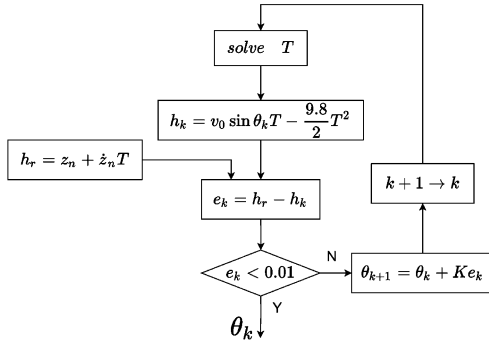 solve T
h_k = v_0 sin θ_k T − \frac{9.8}{2} T^2
h_r = z_n + ż_n T
e_k = h_r − h_k
k + 1 → k
e_k < 0.01
N
θ_{k+1} = θ_k + K e_k
Y
θ_k